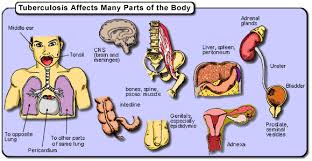 Tuberculosis Affects Many Parts of the Body
Middle ear
Tonsil
To opposite
Lung
To other parts
of same lung
Pericardium
CNS
(brain and
meninges)
intestine
bones, spine,
psoas muscle
Genitals,
especially
epididymis
Liver, spleen,
peritoneum
Adnexa
Adrenal
glands
Ureter
Bladder
Prostate,
seminal
vesicles